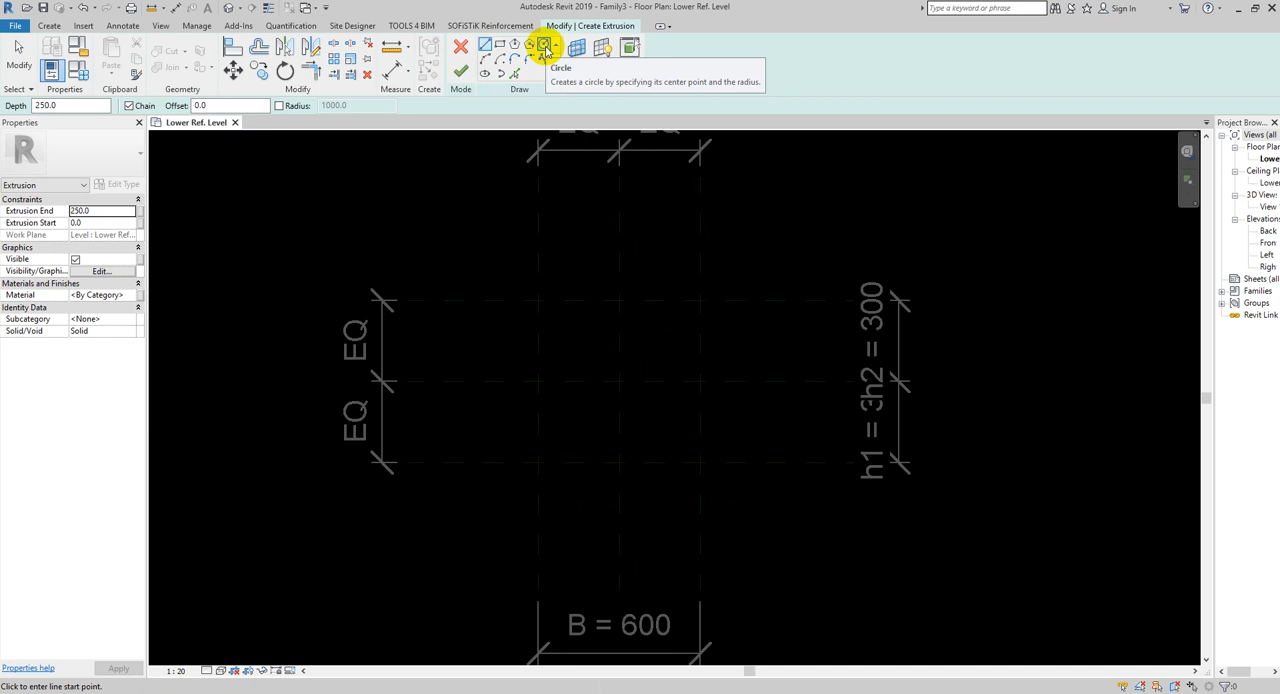 Autodesk Revit 2019 - Family3 - Floor Plan: Lower Ref. Level
Type a keyword or phrase
Sign In
File
Create
Insert
Annotate
View
Manage
Add-Ins
Quantification
Site Designer
TOOLS 4 BIM
SOFiSTiK Reinforcement
Modify | Create Extrusion
Modify
Paste
Cut
Join
Select
Properties
Clipboard
Geometry
Modify
Measure
Create
Mode
Draw
Circle
Creates a circle by specifying its center point and the radius.
Depth
250.0
Chain
Offset:
0.0
Radius:
1000.0
Properties
Lower Ref. Level
Project Brow...
Extrusion
Edit Type
Constraints
Extrusion End
250.0
Extrusion Start
0.0
Work Plane
Level : Lower Ref...
Graphics
Visible
Visibility/Graphi...
Edit...
Materials and Finishes
Material
<By Category>
Identity Data
Subcategory
<None>
Solid/Void
Solid
Views (all
Floor Plan
Lowe
Ceiling Pl
Lower
3D Views
View
Elevations
Back
Fron
Left
Righ
Sheets (all
Families
Groups
Revit Link
EQ
EQ
EQ
EQ
B = 600
Properties help
Apply
1 : 20
Click to enter line start point.
:0